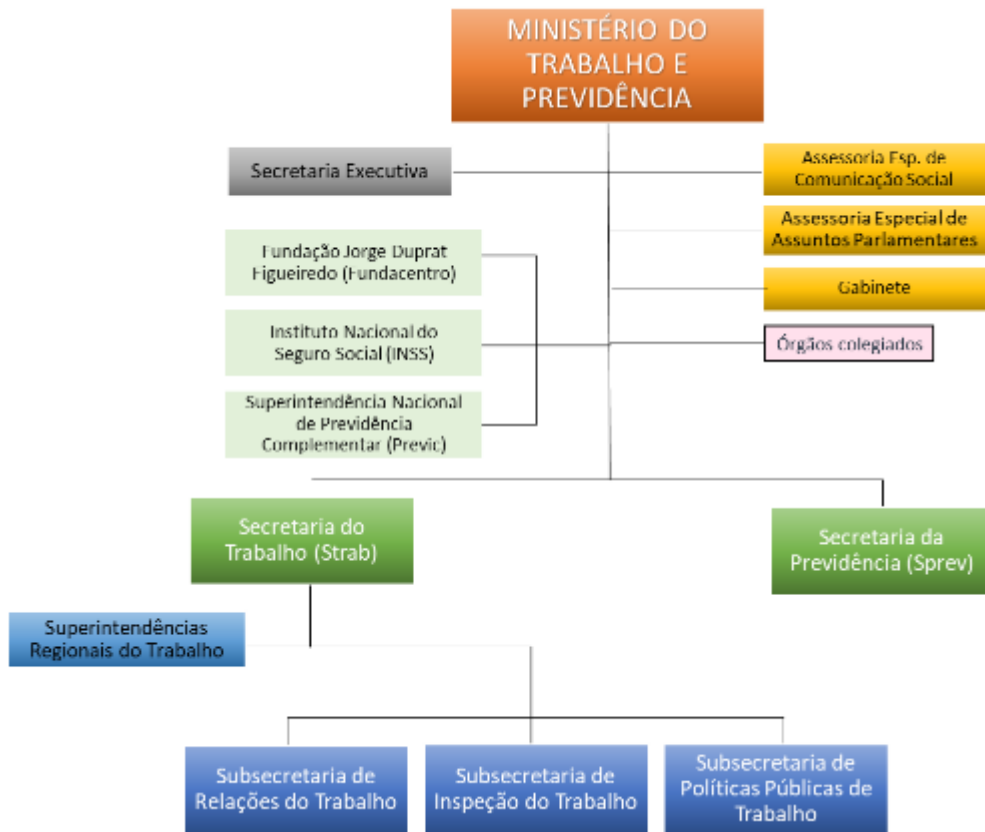 MINISTÉRIO DO
TRABALHO E
PREVIDÊNCIA
Secretaria Executiva
Assessoria Esp. de
Comunicação Social
Assessoria Especial de
Assuntos Parlamentares
Fundação Jorge Duprat
Figueiredo (Fundacentro)
Gabinete
Instituto Nacional do
Seguro Social (INSS)
Órgãos colegiados
Superintendência Nacional
de Previdência
Complementar (Previc)
Secretaria do
Trabalho (Strab)
Secretaria da
Previdência (Sprev)
Superintendências
Regionais do Trabalho
Subsecretaria de
Relações do Trabalho
Subsecretaria de
Inspeção do Trabalho
Subsecretaria de
Políticas Públicas de
Trabalho